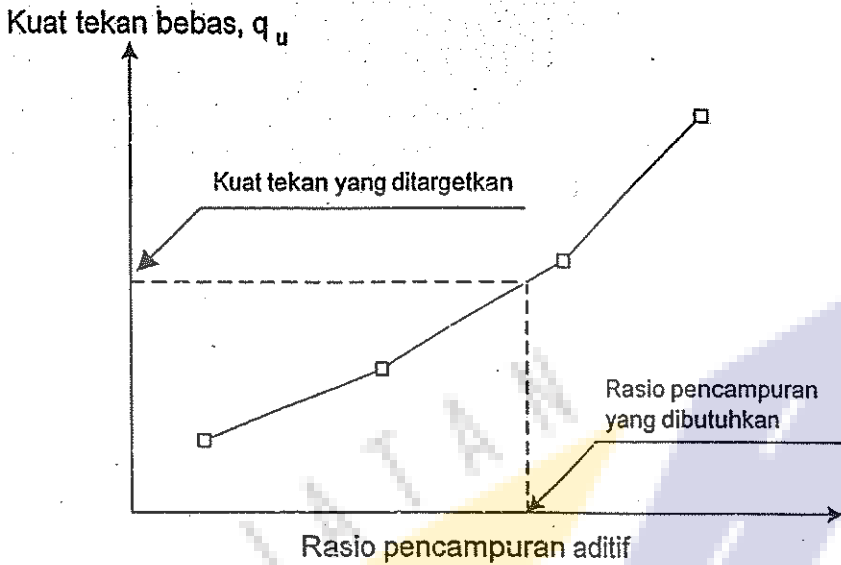 Kuat tekan bebas, q u
Kuat tekan yang ditargetkan
Rasio pencampuran
yang dibutuhkan
Rasio pencampuran aditif